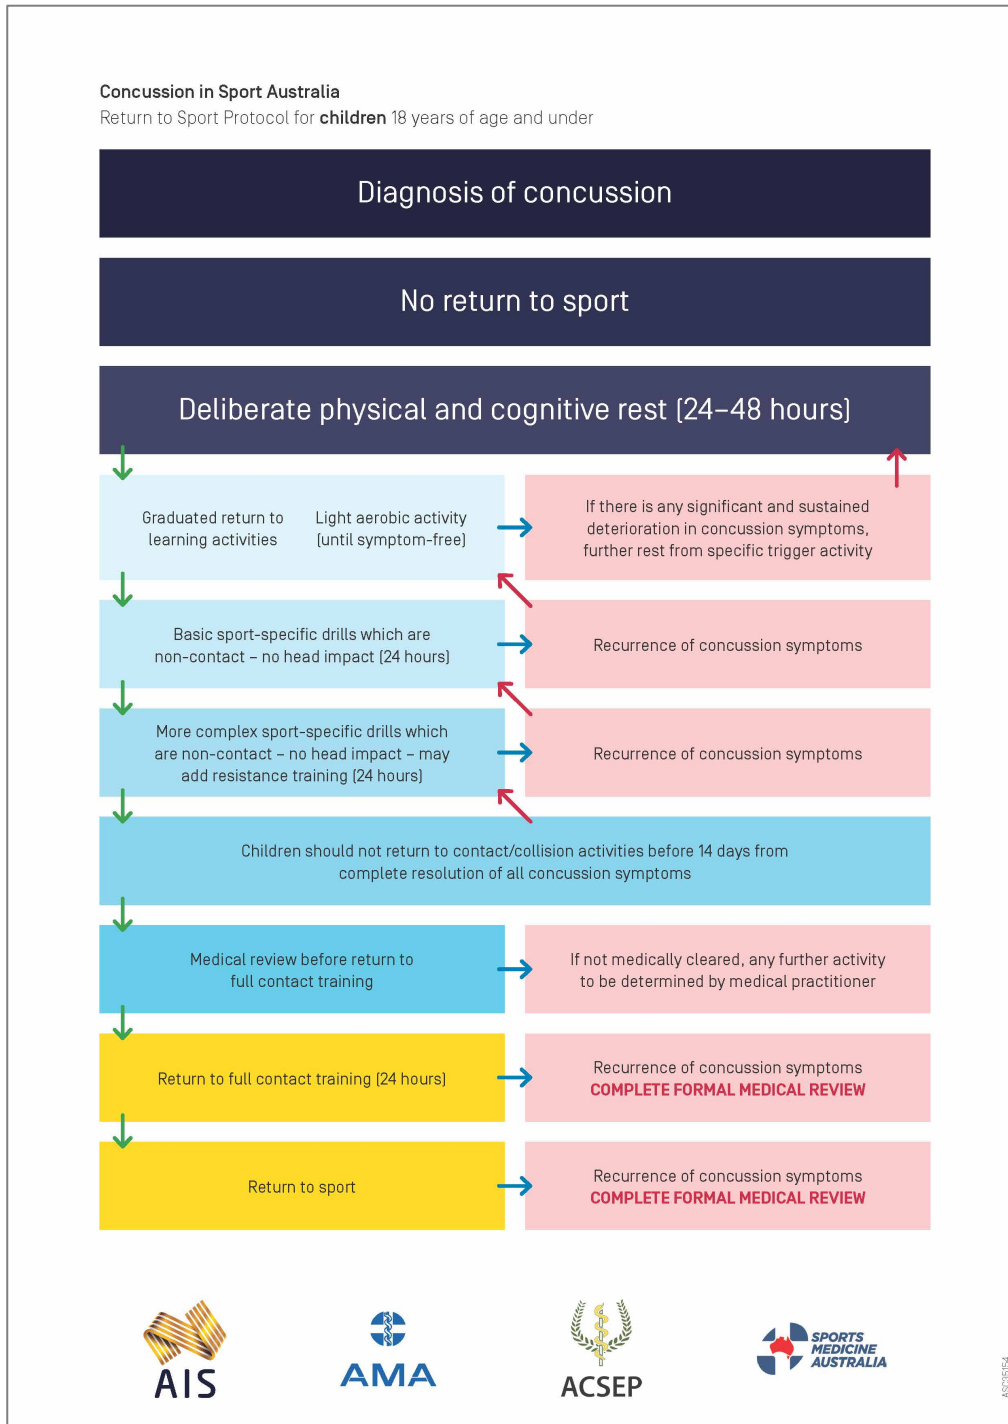 Concussion in Sport Australia
Return to Sport Protocol for children 18 years of age and under
Diagnosis of concussion
No return to sport
Deliberate physical and cognitive rest (24–48 hours)
Graduated return to
learning activities
Light aerobic activity
(until symptom-free)
If there is any significant and sustained
deterioration in concussion symptoms,
further rest from specific trigger activity
Basic sport-specific drills which are
non-contact – no head impact (24 hours)
Recurrence of concussion symptoms
More complex sport-specific drills which
are non-contact – no head impact – may
add resistance training (24 hours)
Recurrence of concussion symptoms
Children should not return to contact/collision activities before 14 days from
complete resolution of all concussion symptoms
Medical review before return to
full contact training
If not medically cleared, any further activity
to be determined by medical practitioner
Return to full contact training (24 hours)
Recurrence of concussion symptoms
COMPLETE FORMAL MEDICAL REVIEW
Return to sport
Recurrence of concussion symptoms
COMPLETE FORMAL MEDICAL REVIEW
AIS
AMA
ACSEP
SPORTS
MEDICINE
AUSTRALIA
ASC35154